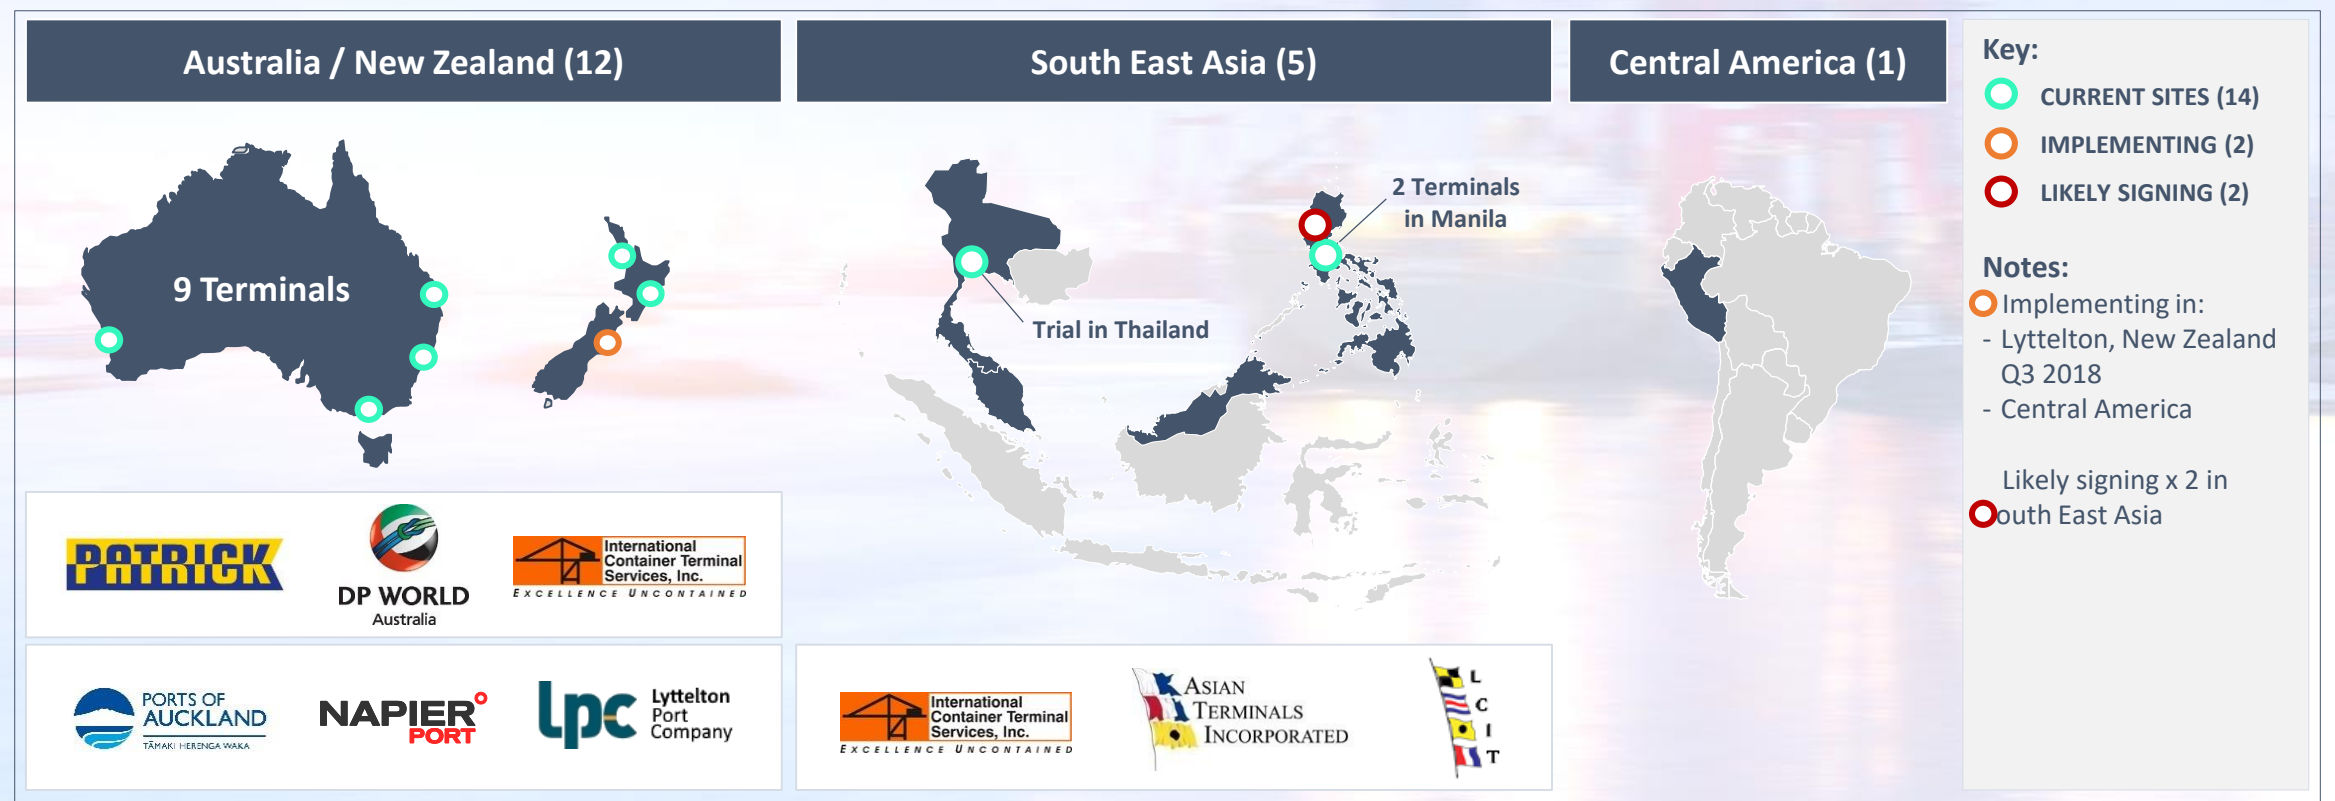 Australia / New Zealand (12)
9 Terminals
PATRICK
DP WORLD
Australia
International
Container Terminal
Services, Inc.
EXCELLENCE UNCONTAINED
PORTS OF
AUCKLAND
TĀMAKI HERENGA WAKA
NAPIER
PORT
lpc
Lyttelton
Port
Company
South East Asia (5)
2 Terminals
in Manila
Trial in Thailand
International
Container Terminal
Services, Inc.
EXCELLENCE UNCONTAINED
ASIAN
TERMINALS
INCORPORATED
L
C
I
T
Central America (1)
Key:
CURRENT SITES (14)
IMPLEMENTING (2)
LIKELY SIGNING (2)
Notes:
Implementing in:
- Lyttelton, New Zealand
Q3 2018
- Central America
Likely signing x 2 in
outh East Asia